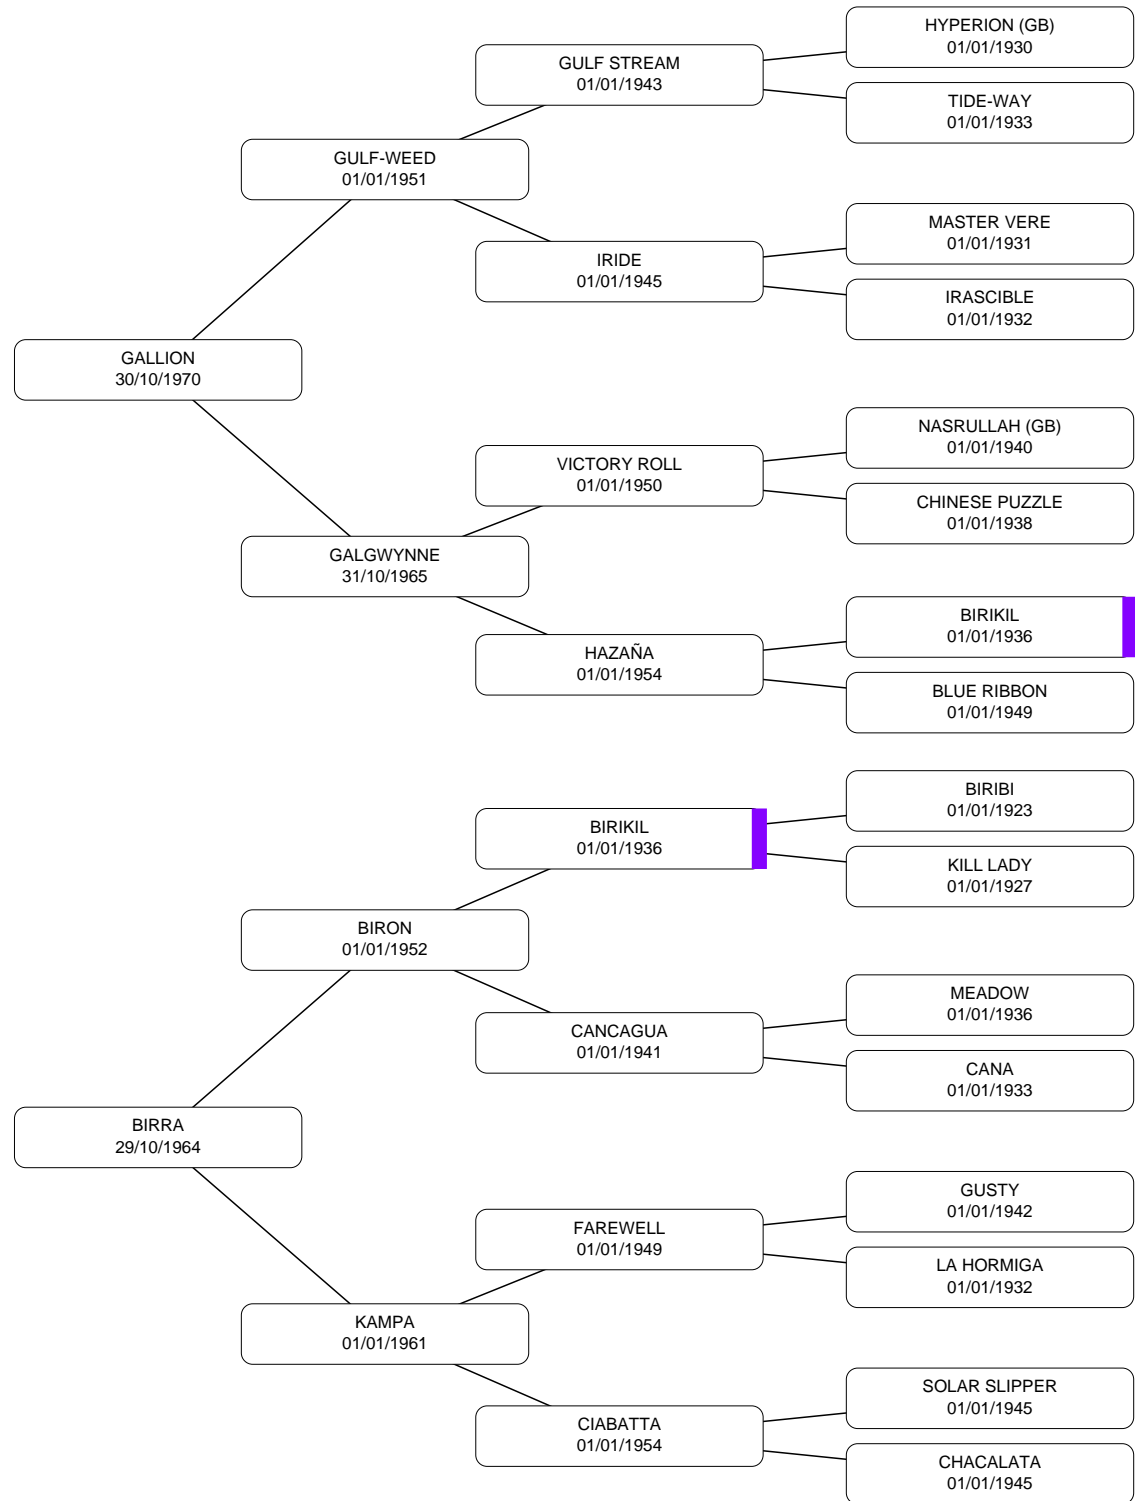 HYPERION (GB)
01/01/1930
GULF STREAM
01/01/1943
TIDE-WAY
01/01/1933
GULF-WEED
01/01/1951
MASTER VERE
01/01/1931
IRIDE
01/01/1945
IRASCIBLE
01/01/1932
GALLION
30/10/1970
NASRULLAH (GB)
01/01/1940
VICTORY ROLL
01/01/1950
CHINESE PUZZLE
01/01/1938
GALGWYNNE
31/10/1965
BIRIKIL
01/01/1936
HAZAÑA
01/01/1954
BLUE RIBBON
01/01/1949
BIRIBI
01/01/1923
BIRIKIL
01/01/1936
KILL LADY
01/01/1927
BIRON
01/01/1952
MEADOW
01/01/1936
CANCAGUA
01/01/1941
CANA
01/01/1933
BIRRA
29/10/1964
GUSTY
01/01/1942
FAREWELL
01/01/1949
LA HORMIGA
01/01/1932
KAMPA
01/01/1961
SOLAR SLIPPER
01/01/1945
CIABATTA
01/01/1954
CHACALATA
01/01/1945